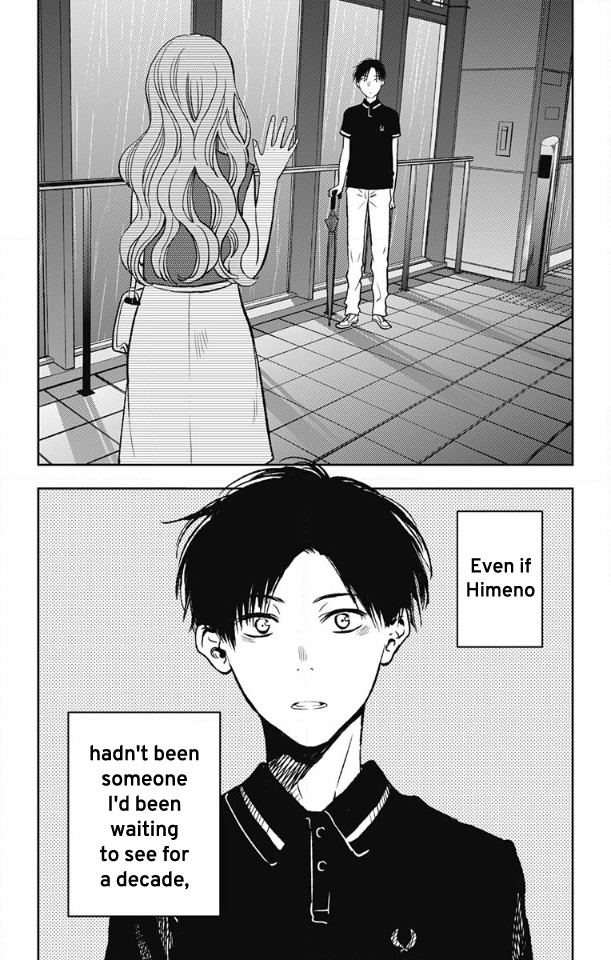 Even if
Himeno
hadn't been
someone
I'd been
waiting
to see for
a decade,